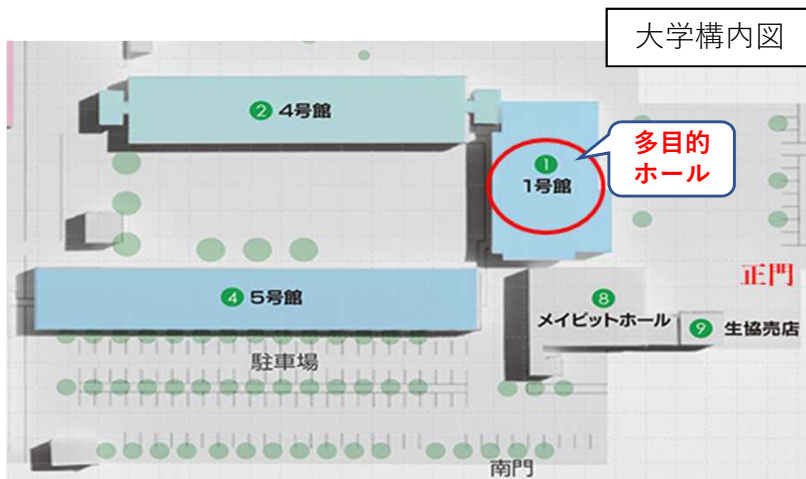 大学構内図
② 4号館
多目的
ホール
①
1号館
正門
④ 5号館
⑧
メイビットホール
⑨ 生協売店
駐車場
南門